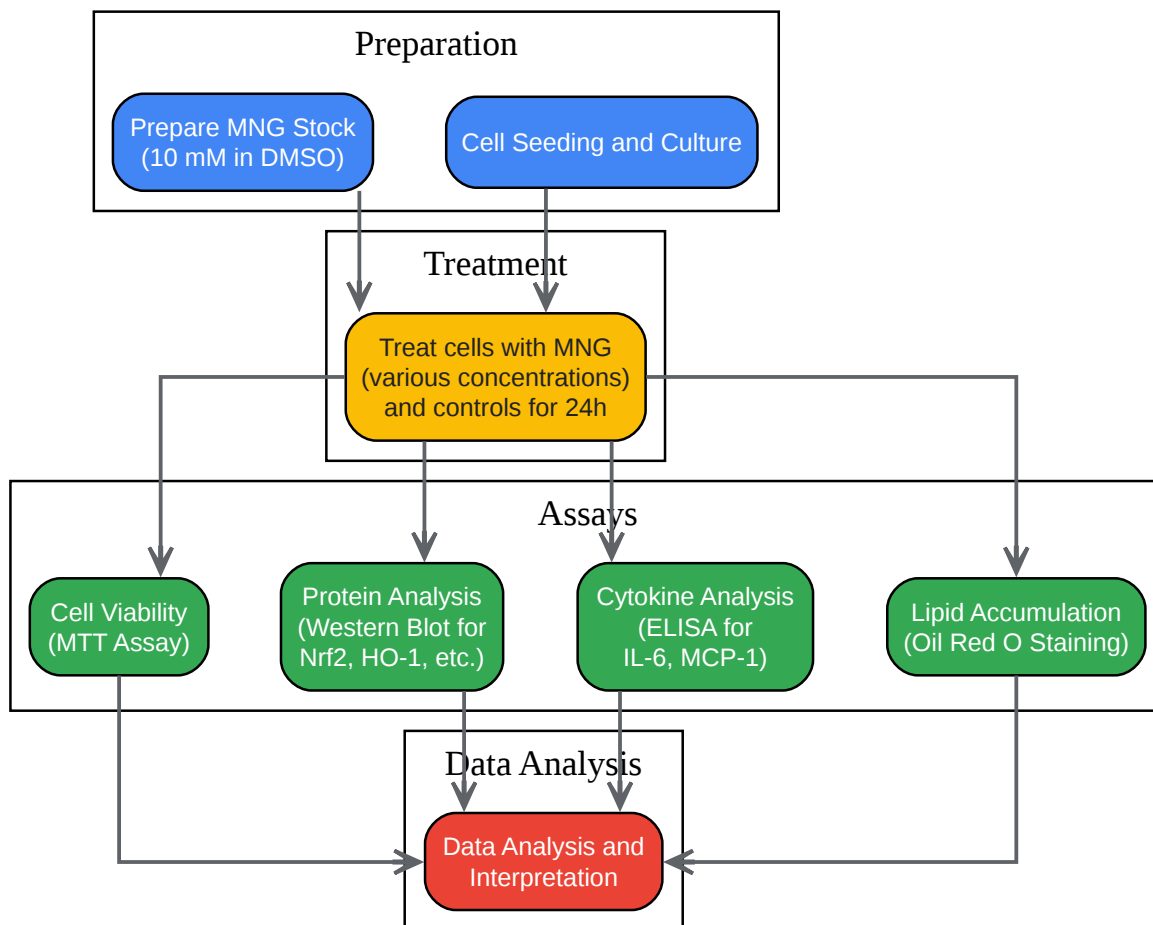 Preparation
Prepare MNG Stock
(10 mM in DMSO)
Cell Seeding and Culture
Treatment
Treat cells with MNG
(various concentrations)
and controls for 24h
Assays
Cell Viability
(MTT Assay)
Protein Analysis
(Western Blot for
Nrf2, HO-1, etc.)
Cytokine Analysis
(ELISA for
IL-6, MCP-1)
Lipid Accumulation
(Oil Red O Staining)
Data Analysis
Data Analysis and
Interpretation